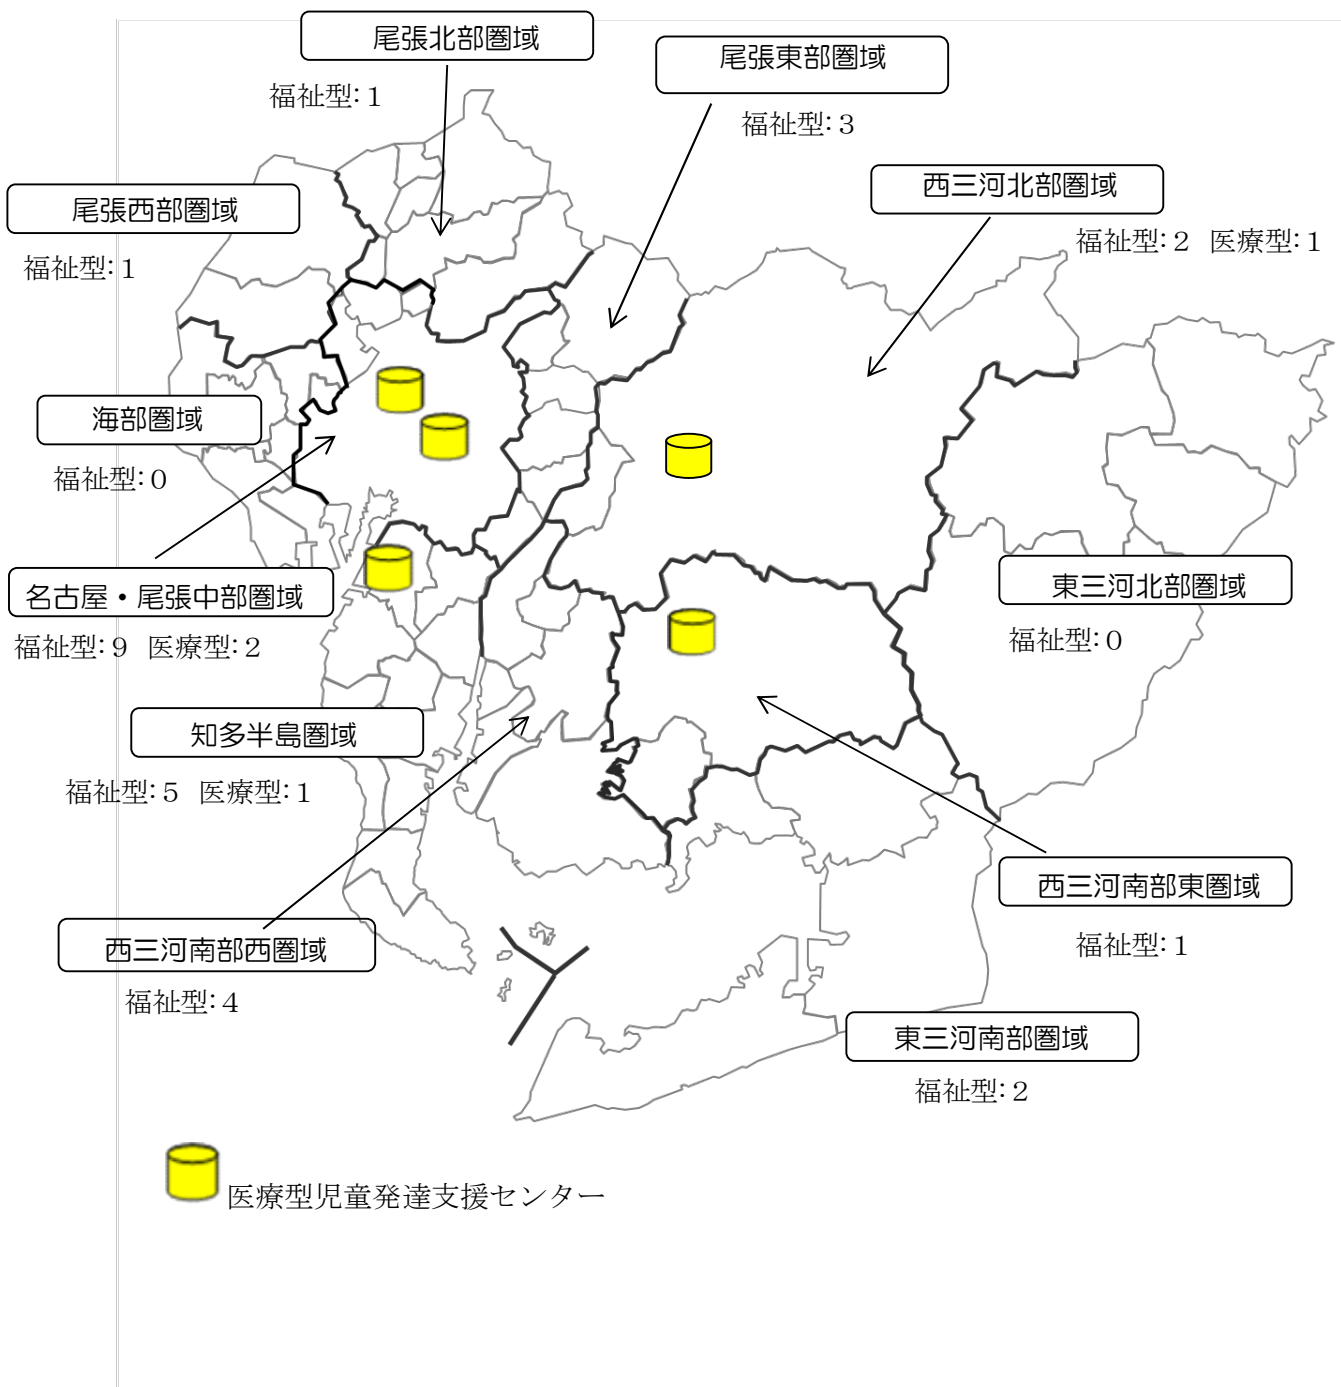 尾張北部圏域
福祉型:１
尾張東部圏域
福祉型:３
西三河北部圏域
福祉型:２ 医療型:１
尾張西部圏域
福祉型:１
海部圏域
福祉型:０
名古屋・尾張中部圏域
福祉型:９ 医療型:２
東三河北部圏域
福祉型:０
知多半島圏域
福祉型:５ 医療型:１
西三河南部東圏域
福祉型:１
西三河南部西圏域
福祉型:４
東三河南部圏域
福祉型:２
医療型児童発達支援センター